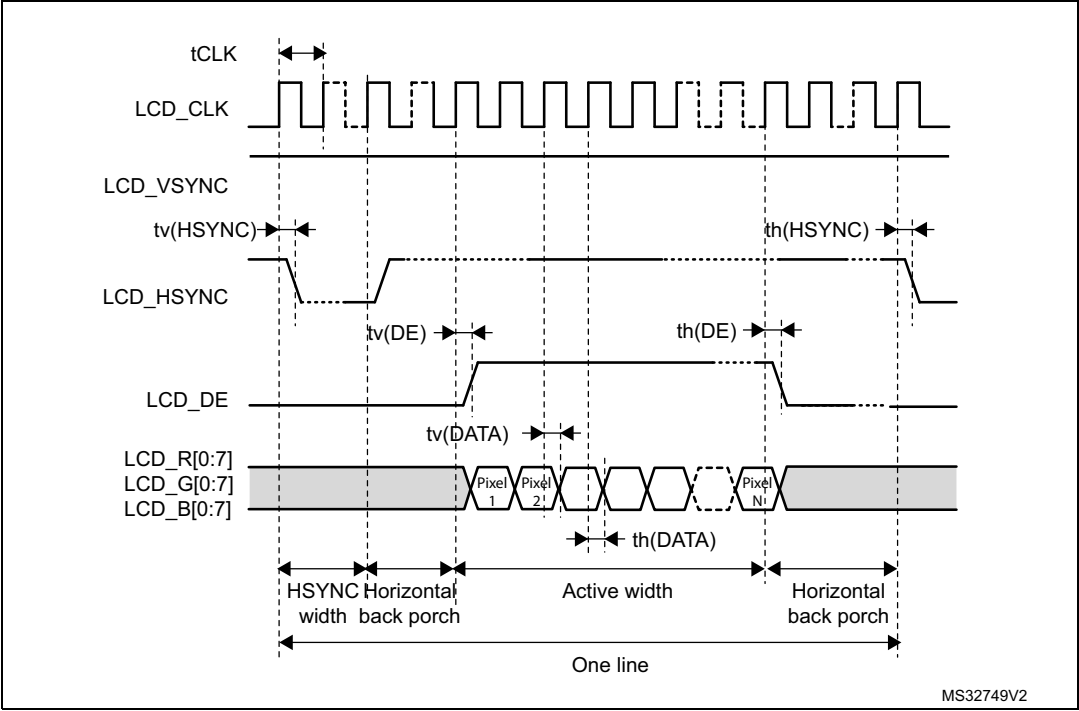 tCLK
LCD_CLK
LCD_VSYNC
tv(HSYNC)
th(HSYNC)
LCD_HSYNC
tv(DE)
th(DE)
LCD_DE
tv(DATA)
LCD_R[0:7]
LCD_G[0:7]
LCD_B[0:7]
Pixel
1
Pixel
2
Pixel
N
th(DATA)
HSYNC
width
Horizontal
back porch
Active width
Horizontal
back porch
One line
MS32749V2